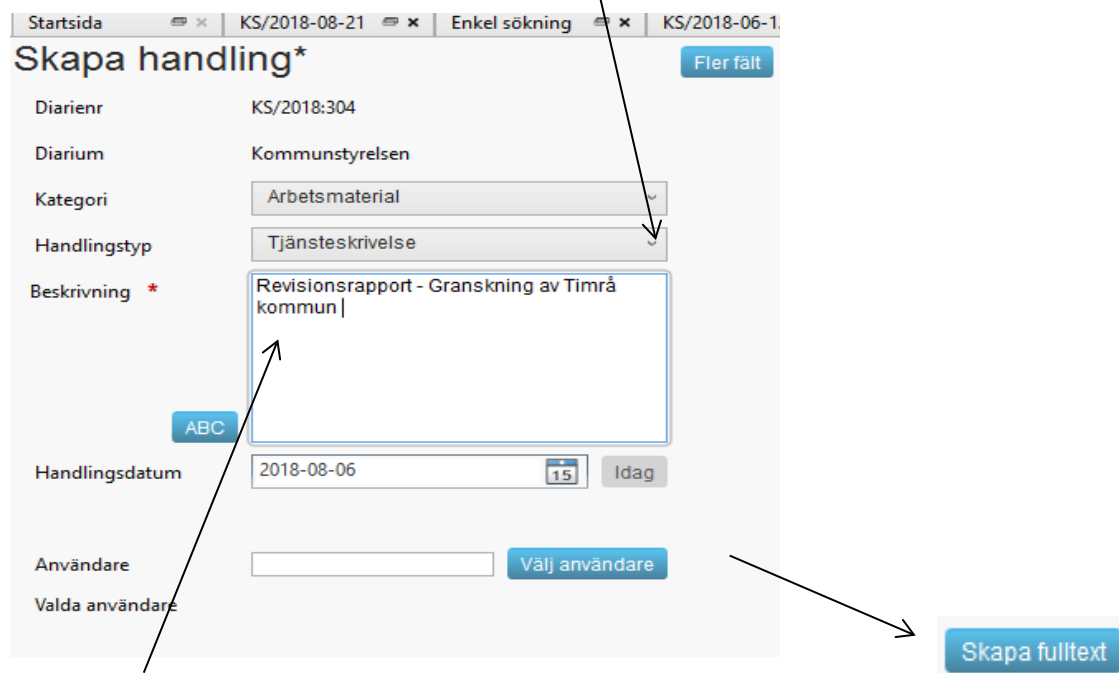 Startsida
KS/2018-08-21
Enkel sökning
KS/2018-06-1
Skapa handling*
Fler fält
Diarienr KS/2018:304
Diarium Kommunstyrelsen
Kategori Arbetsmaterial
Handlingstyp Tjänsteskrivelse
Beskrivning * Revisionsrapport - Granskning av Timrå
kommun
ABC
Handlingsdatum 2018-08-06 15 Idag
Användare Välj användare
Valda användare
Skapa fulltext